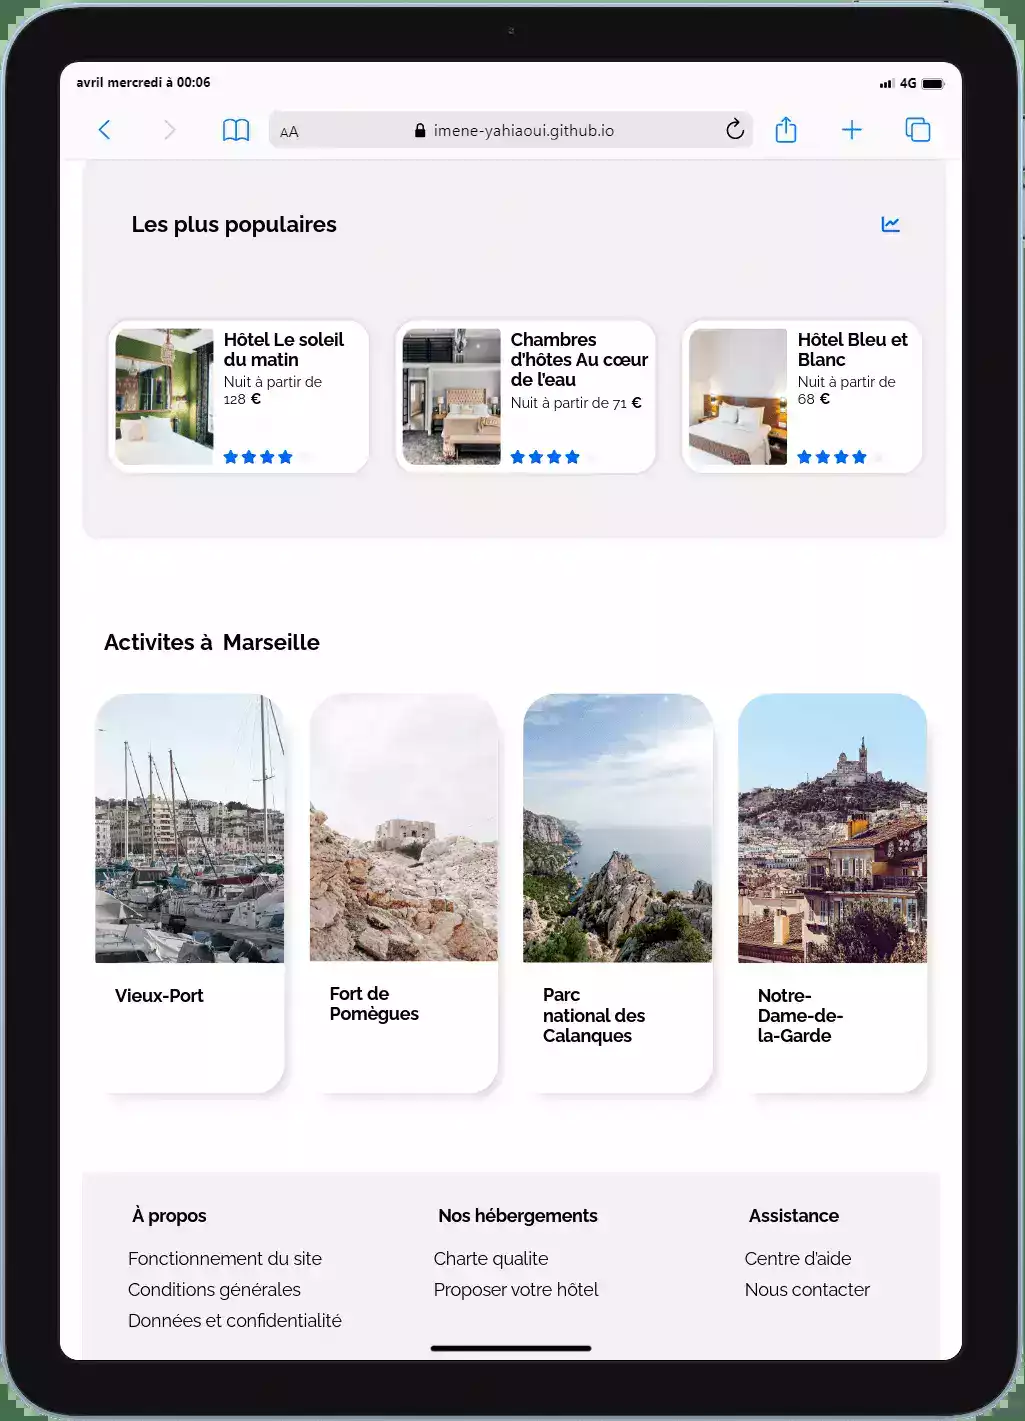 avril mercredi à 00:06
4G
AA
imene-yahiaoui.github.io
Les plus populaires
Hôtel Le soleil
du matin
Nuit à partir de
128 €
Chambres
d'hôtes Au cœur
de l'eau
Nuit à partir de 71 €
Hôtel Bleu et
Blanc
Nuit à partir de
68 €
Activites à Marseille
Vieux-Port
Fort de
Pomègues
Parc
national des
Calanques
Notre-
Dame-de-
la-Garde
À propos
Fonctionnement du site
Conditions générales
Données et confidentialité
Nos hébergements
Charte qualite
Proposer votre hôtel
Assistance
Centre d'aide
Nous contacter